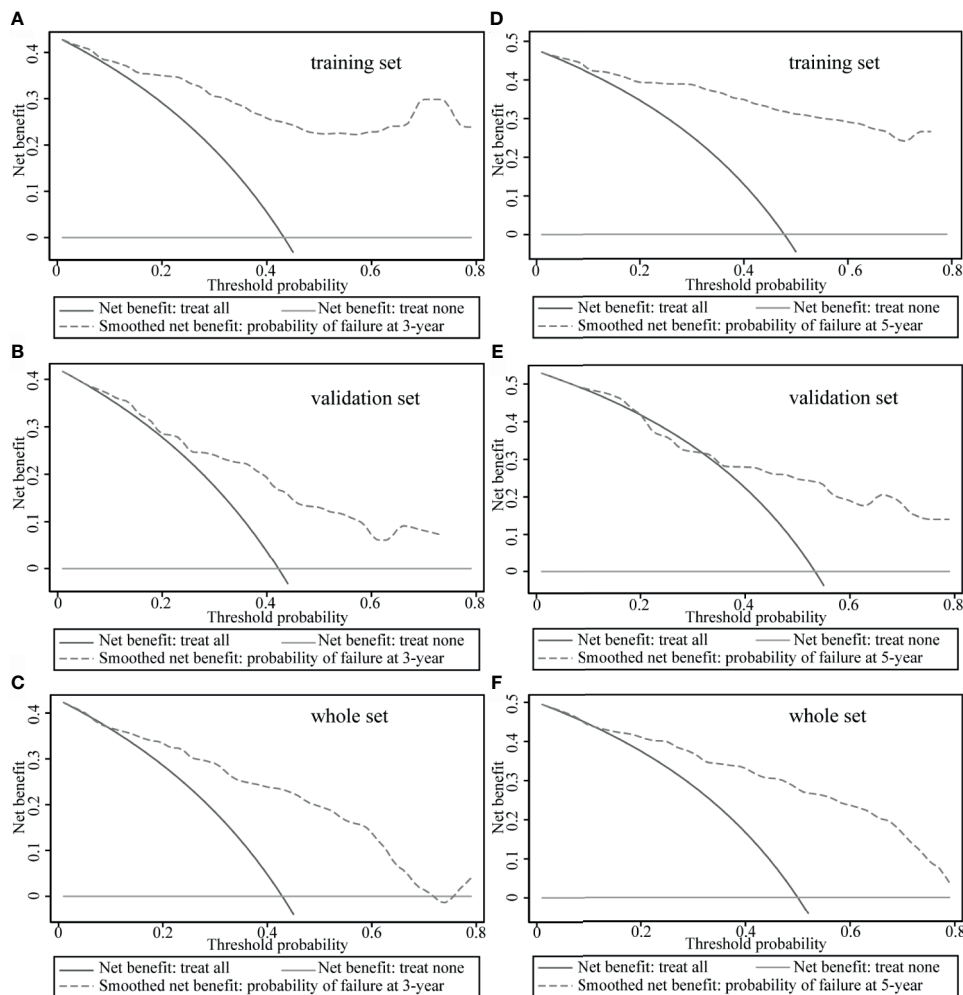 A
training set
Net benefit
0.4
0.3
0.2
0.1
0
0 0.2 0.4 0.6 0.8
Threshold probability
Net benefit: treat all Net benefit: treat none
Smoothed net benefit: probability of failure at 3-year
D
training set
Net benefit
0.5
0.4
0.3
0.2
0.1
0
0 0.2 0.4 0.6 0.8
Threshold probability
Net benefit: treat all Net benefit: treat none
Smoothed net benefit: probability of failure at 5-year
B
validation set
Net benefit
0.4
0.3
0.2
0.1
0
0 0.2 0.4 0.6 0.8
Threshold probability
Net benefit: treat all Net benefit: treat none
Smoothed net benefit: probability of failure at 3-year
E
validation set
Net benefit
0.5
0.4
0.3
0.2
0.1
0
0 0.2 0.4 0.6 0.8
Threshold probability
Net benefit: treat all Net benefit: treat none
Smoothed net benefit: probability of failure at 5-year
C
whole set
Net benefit
0.4
0.3
0.2
0.1
0
0 0.2 0.4 0.6 0.8
Threshold probability
Net benefit: treat all Net benefit: treat none
Smoothed net benefit: probability of failure at 3-year
F
whole set
Net benefit
0.5
0.4
0.3
0.2
0.1
0
0 0.2 0.4 0.6 0.8
Threshold probability
Net benefit: treat all Net benefit: treat none
Smoothed net benefit: probability of failure at 5-year